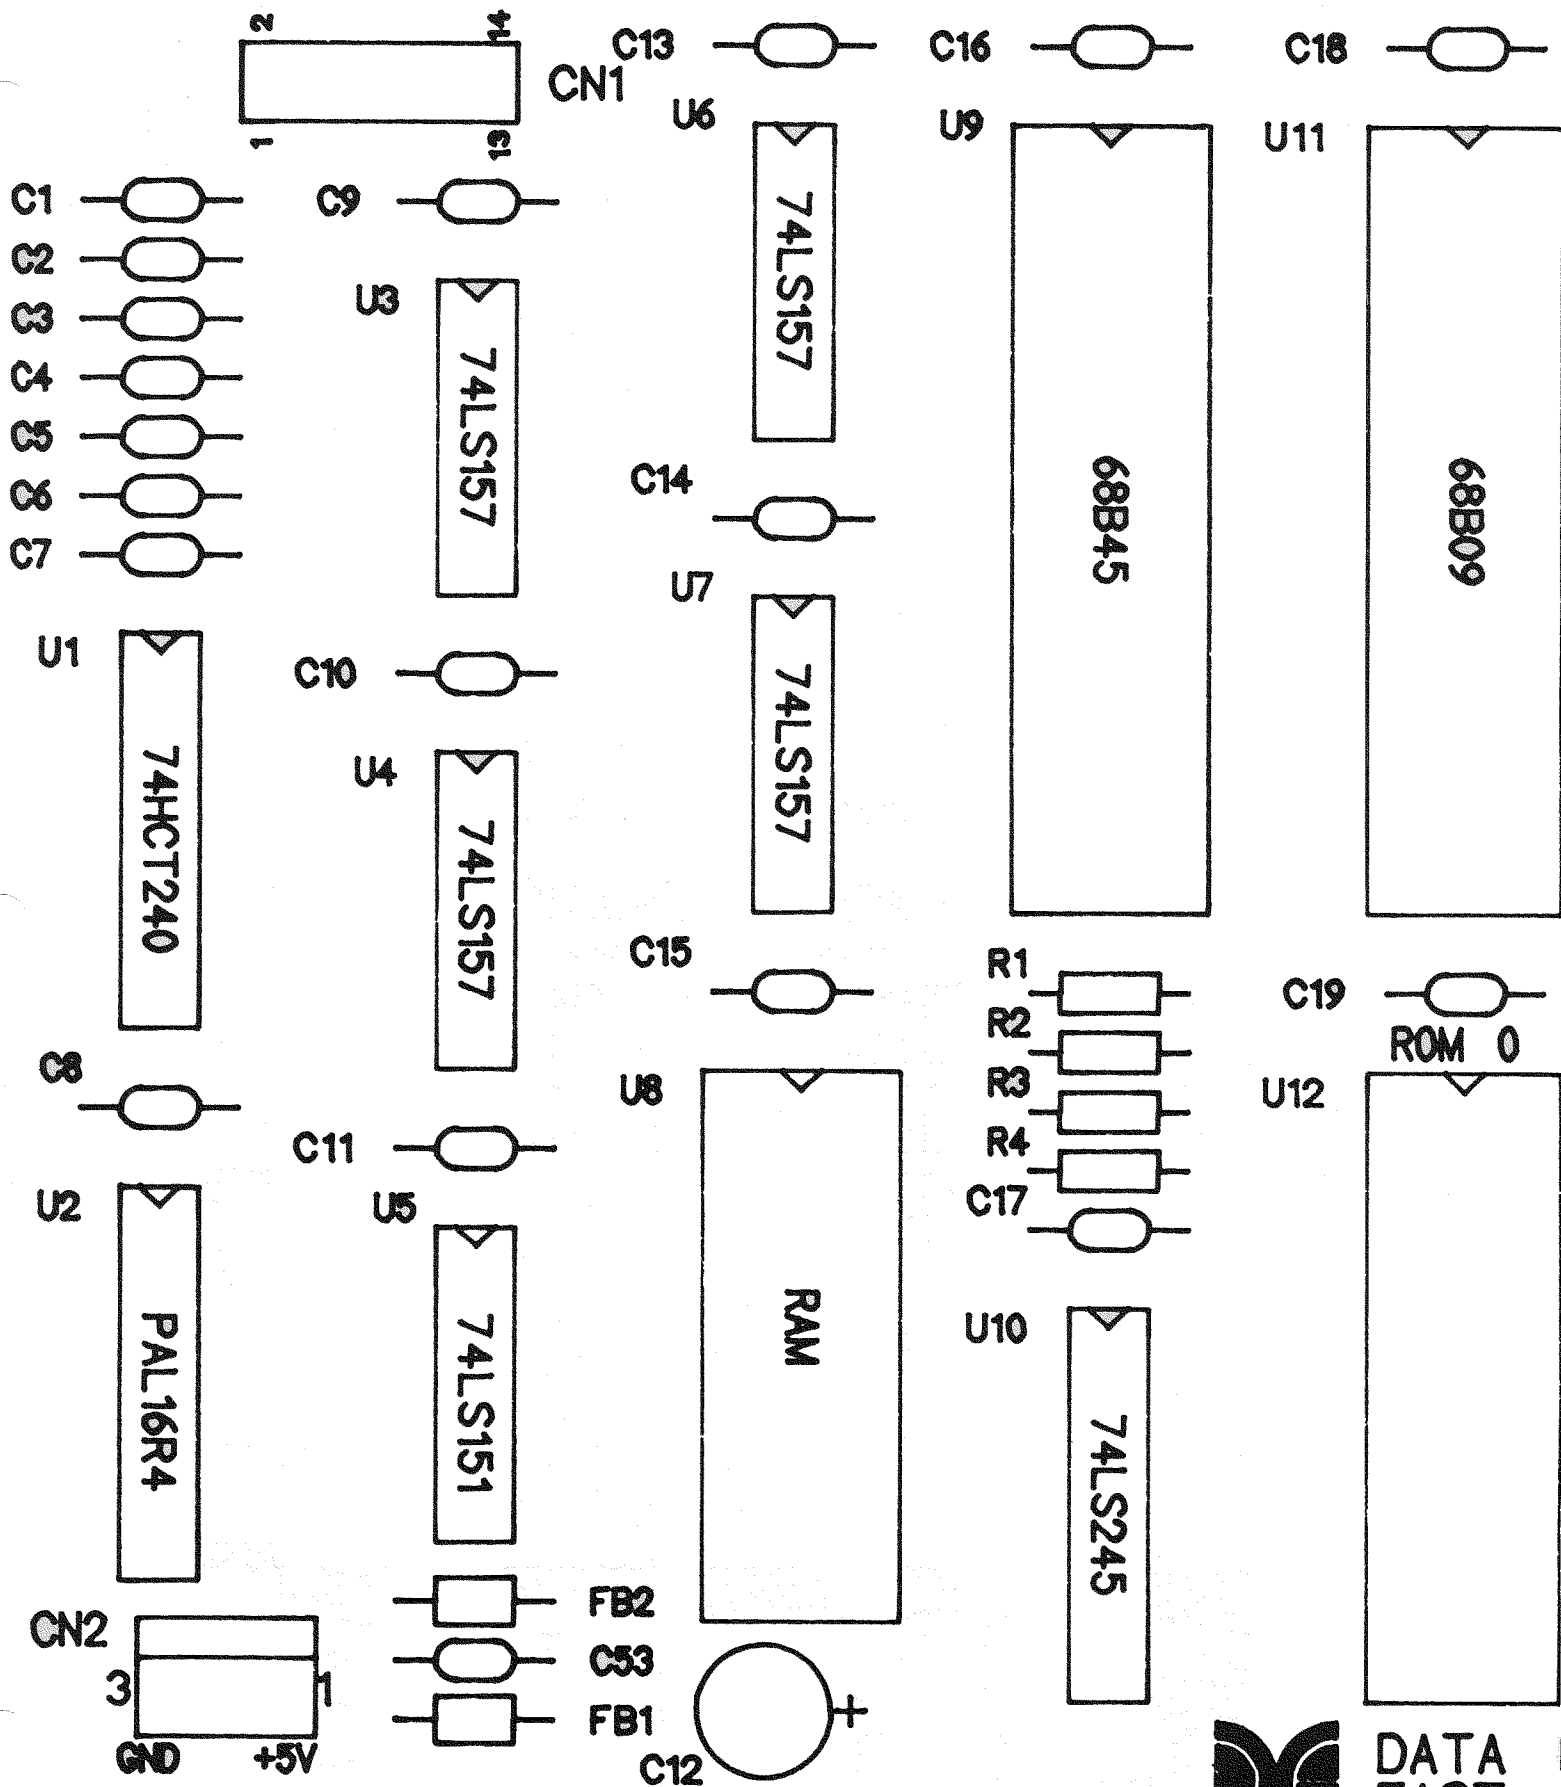 2
14
CN1
1
13
C13
C16
C18
U6
U9
U11
C1
C9
C2
C3
U3
C4
C5
C6
C7
74LS157
74LS157
68B45
68B09
C14
U7
U1
C10
U4
74HCT240
74LS157
74LS157
C15
R1
C19
R2
ROM 0
C8
U8
R3
U12
C11
R4
U2
U5
C17
PAL16R4
74LS151
RAM
U10
74LS245
FB2
CN2
C53
3
1
FB1
GND
+5V
C12
+
DATA
EAST